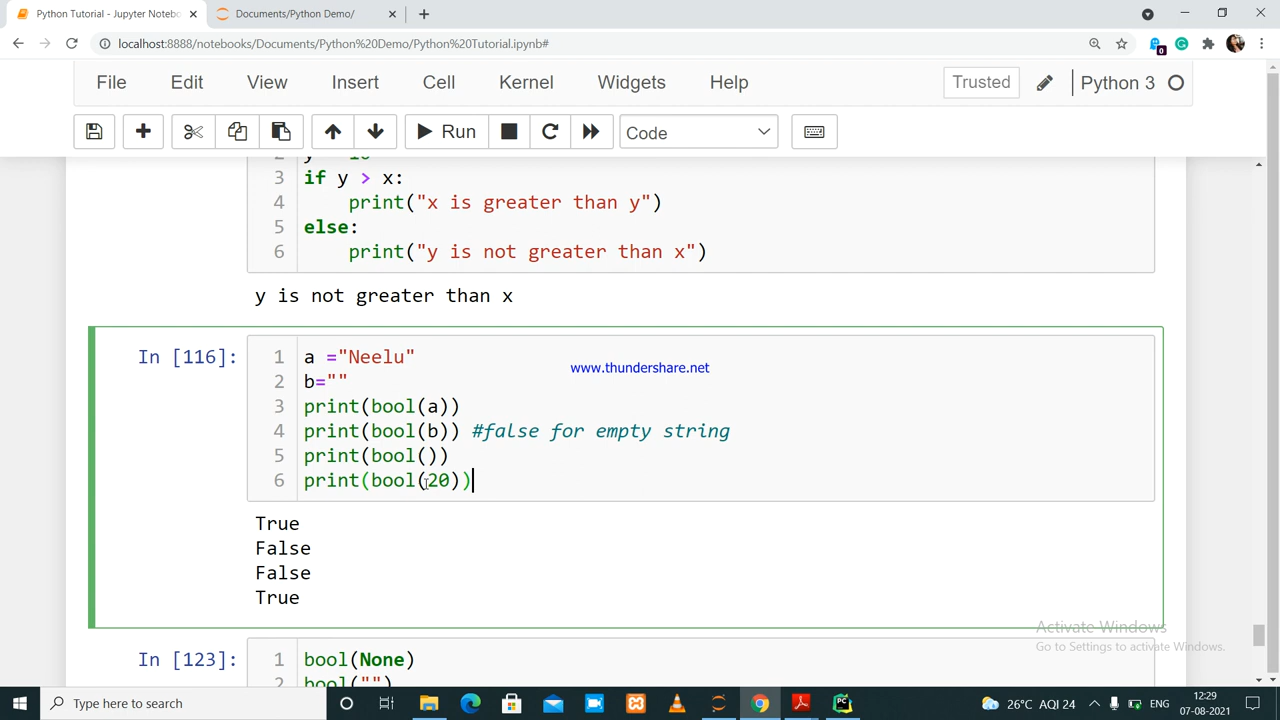 Python Tutorial - Jupyter Notebo
Documents/Python Demo/
localhost:8888/notebooks/Documents/Python%20Demo/Python%20Tutorial.ipynb#
0
File Edit View Insert Cell Kernel Widgets Help Trusted Python 3
Run Code
3 if y > x:
4 print("x is greater than y")
5 else:
6 print("y is not greater than x")
y is not greater than x
In [116]:
1 a ="Neelu"
www.thundershare.net
2 b=""
3 print(bool(a))
4 print(bool(b)) #false for empty string
5 print(bool())
6 print(bool(20))
True
False
False
True
Activate Windows
Go to Settings to activate Windows.
In [123]:
1 bool(None)
2 bool("")
Type here to search
26°C AQI 24 ENG
12:29
07-08-2021